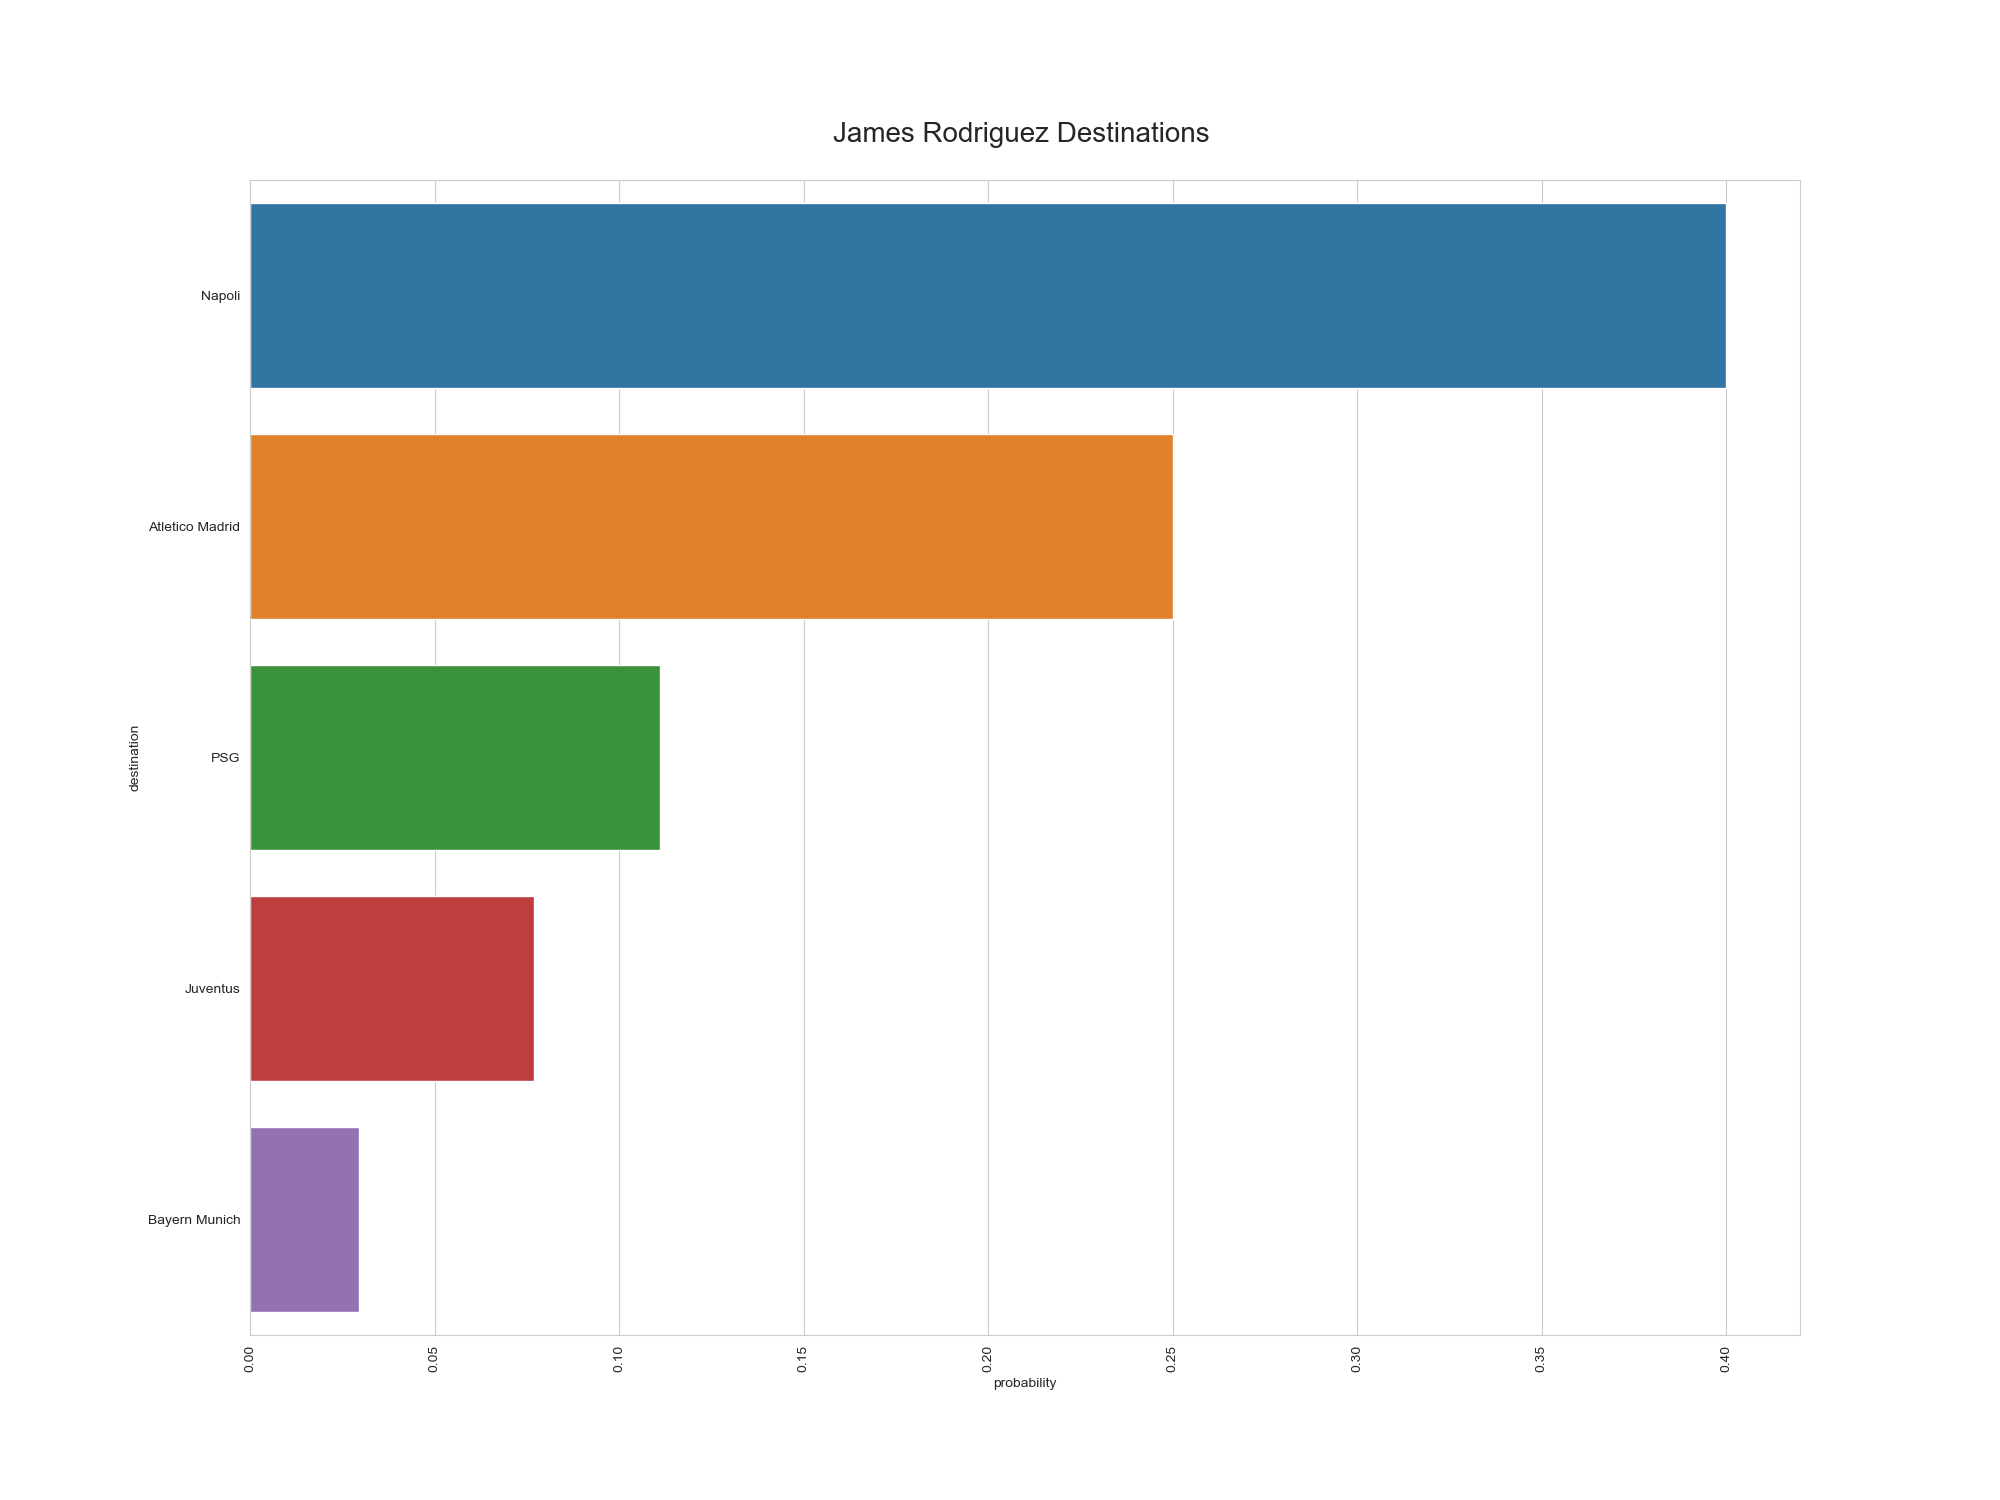 James Rodriguez Destinations
Napoli
Atletico Madrid
PSG
Juventus
Bayern Munich
destination
0.00
0.05
0.10
0.15
0.20
0.25
0.30
0.35
0.40
probability